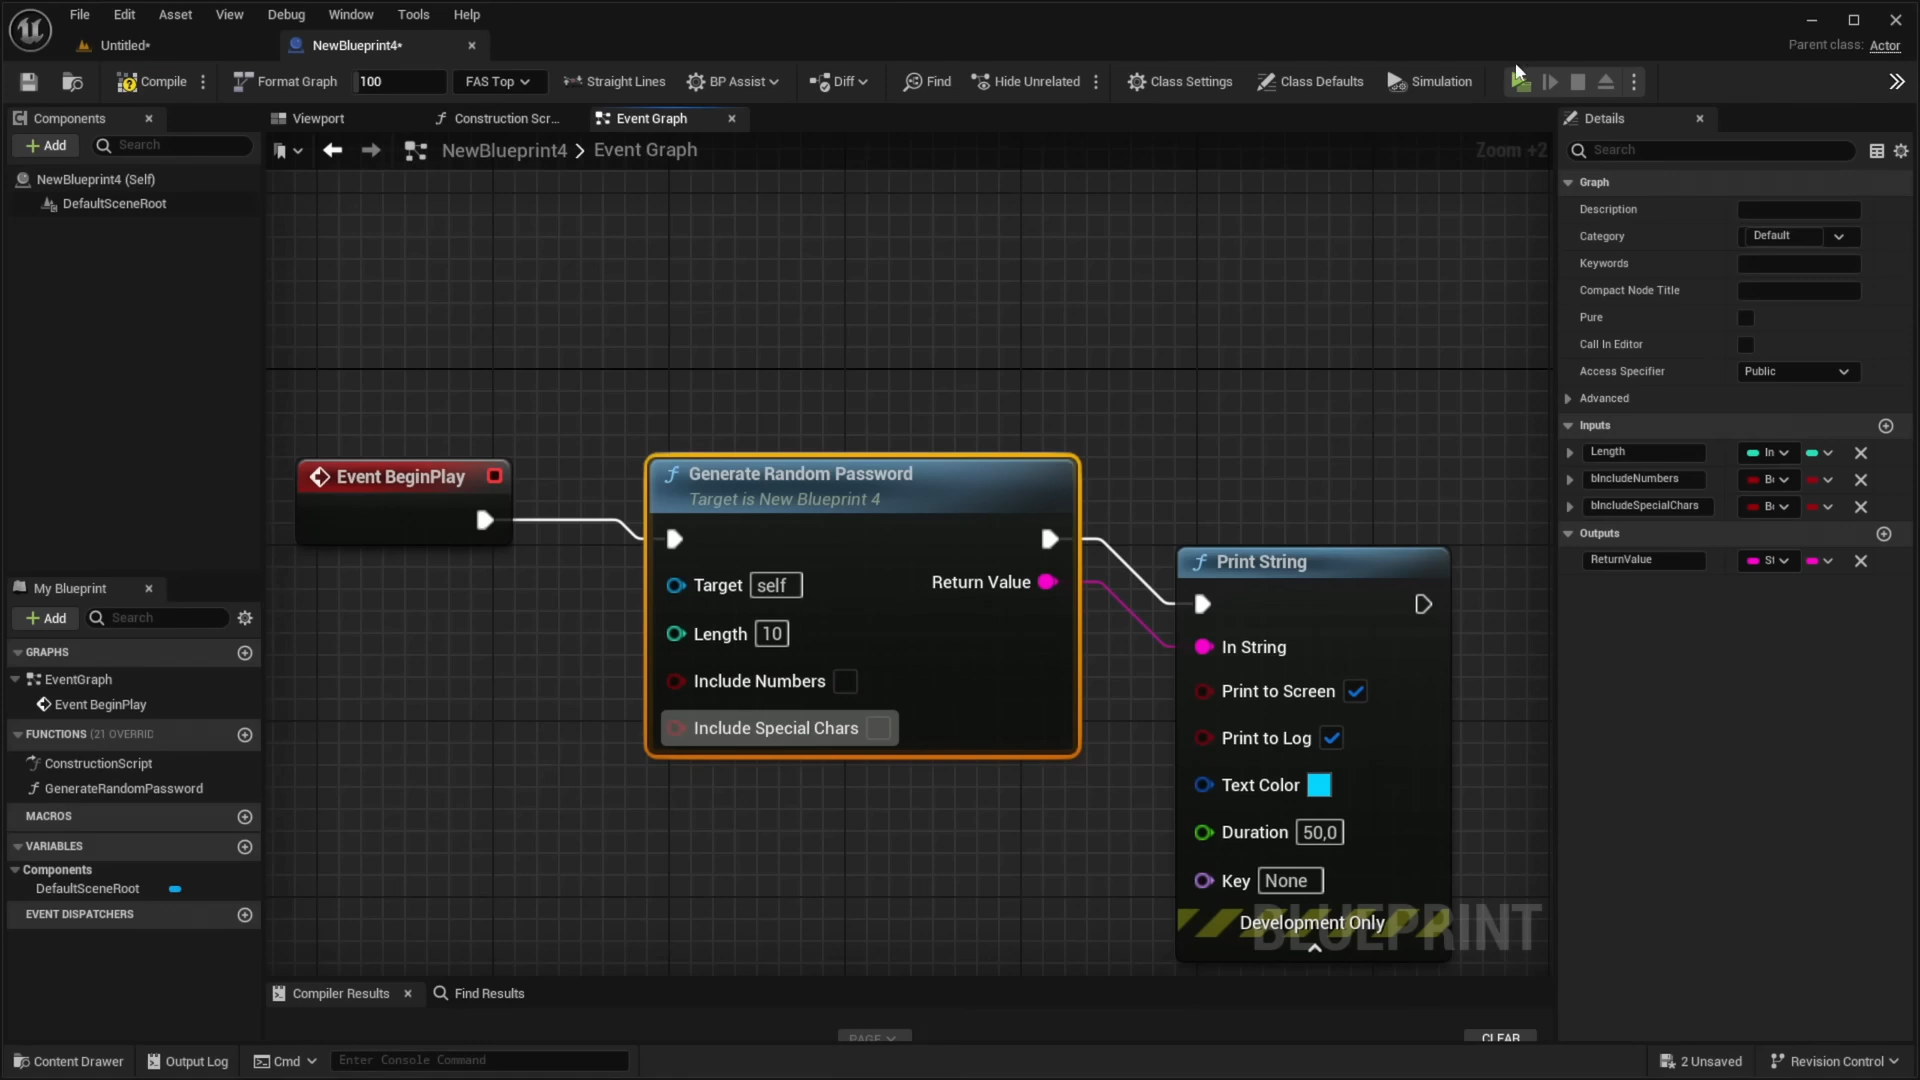 File Edit Asset View Debug Window Tools Help
Untitled*
NewBlueprint4*
Parent class: Actor
Compile
Format Graph
100
FAS Top
Straight Lines
BP Assist
Diff
Find
Hide Unrelated
Class Settings
Class Defaults
Simulation
Components
Viewport
Construction Scr...
Event Graph
Details
Add
Search
NewBlueprint4 > Event Graph
Zoom +2
Search
NewBlueprint4 (Self)
DefaultSceneRoot
Graph
Description
Category Default
Keywords
Compact Node Title
Pure
Call In Editor
Access Specifier Public
Advanced
Inputs
Length In
bIncludeNumbers
bIncludeSpecialChars
Outputs
ReturnValue
Event BeginPlay
Generate Random Password
Target is New Blueprint 4
Target self
Return Value
Length 10
Include Numbers
Include Special Chars
Print String
In String
Print to Screen
Print to Log
Text Color
Duration 50,0
Key None
Development Only
BLUEPRINT
My Blueprint
Add
Search
GRAPHS
EventGraph
Event BeginPlay
FUNCTIONS (21 OVERRID
ConstructionScript
GenerateRandomPassword
MACROS
VARIABLES
Components
DefaultSceneRoot
EVENT DISPATCHERS
Compiler Results
Find Results
PAGE
CLEAR
Content Drawer
Output Log
Cmd
Enter Console Command
2 Unsaved
Revision Control